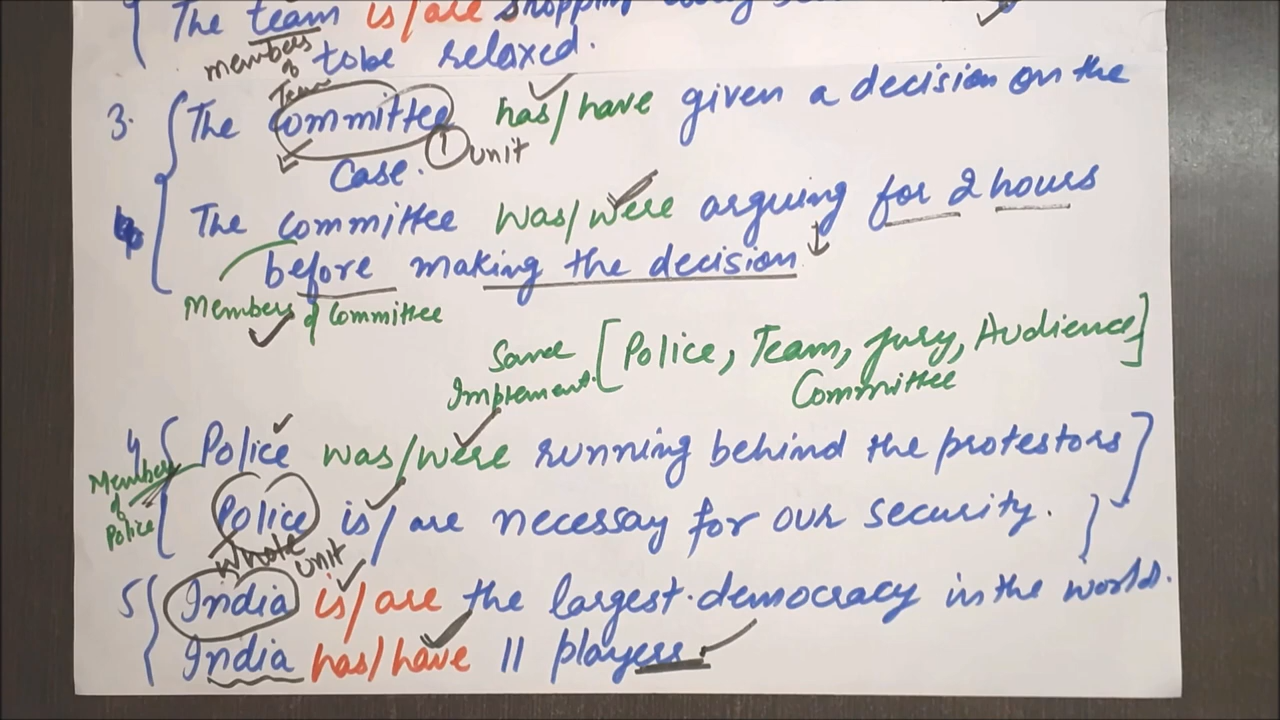 The team is/are shopping
members
of
Team
to be relaxed.
3. The Committee has/have given a decision on the
1 unit
Case.
The committee was/were arguing for 2 hours
before making the decision
Members of Committee
Same
Implement. [Police, Team, Jury, Audience]
Committee
4 Police was/were running behind the protestors
Members
of
Police
Police is/are necessay for our security.
Whole unit
5 India is/are the largest democracy in the world.
India has/have 11 players